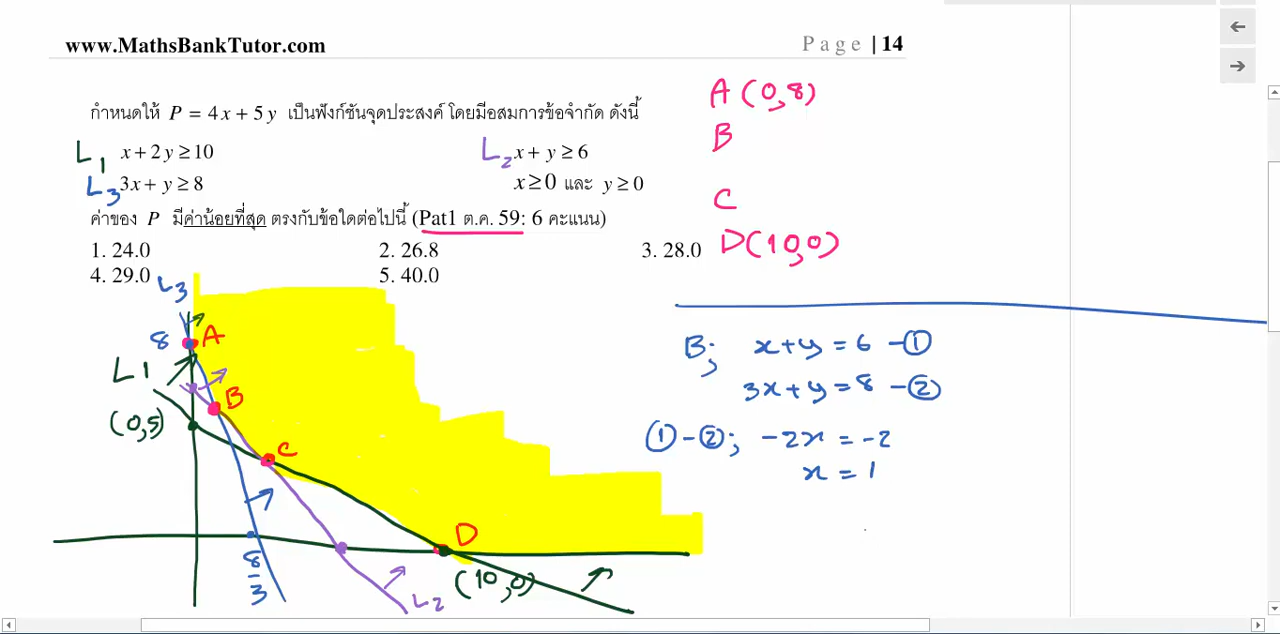 www.MathsBankTutor.com
Page | 14
กำหนดให้ P = 4x + 5y เป็นฟังก์ชันจุดประสงค์ โดยมีอสมการข้อจำกัด ดังนี้
L1 x + 2y ≥ 10 L2 x + y ≥ 6
L3 3x + y ≥ 8 x ≥ 0 และ y ≥ 0
ค่าของ P มีค่าน้อยที่สุด ตรงกับข้อใดต่อไปนี้ (Pat1 ต.ค. 59: 6 คะแนน)
1. 24.0 2. 26.8 3. 28.0
4. 29.0 5. 40.0
A (0,8)
B
C
D(10,0)
L3
8 A
L1
B
(0,5)
C
D
8/3
(10,0)
L2
B; x+y = 6 -①
3x+y = 8 -②
①-②; -2x = -2
x = 1